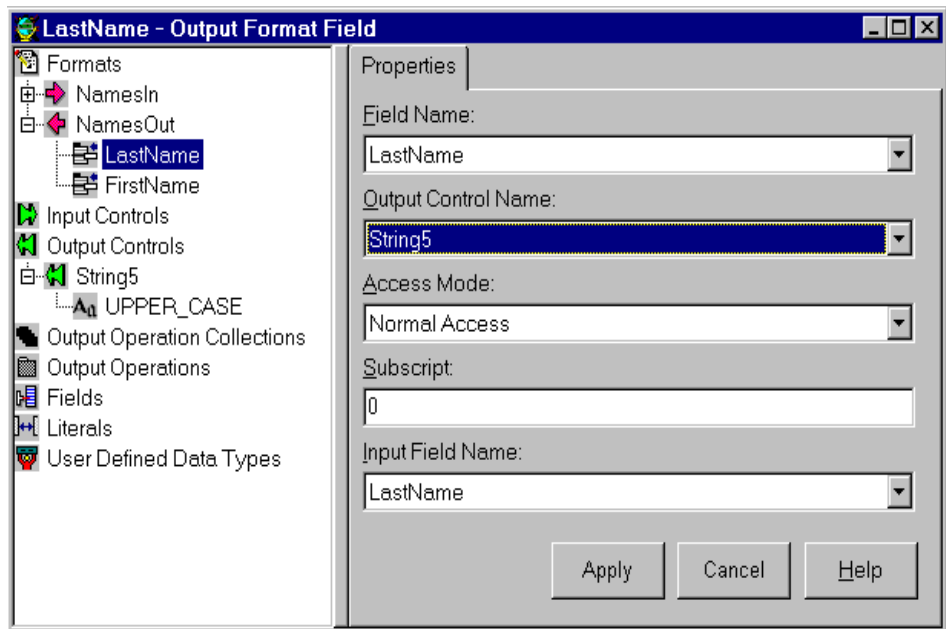 LastName - Output Format Field
Formats
NamesIn
NamesOut
LastName
FirstName
Input Controls
Output Controls
String5
UPPER_CASE
Output Operation Collections
Output Operations
Fields
Literals
User Defined Data Types
Properties
Field Name:
LastName
Output Control Name:
String5
Access Mode:
Normal Access
Subscript:
0
Input Field Name:
LastName
Apply Cancel Help